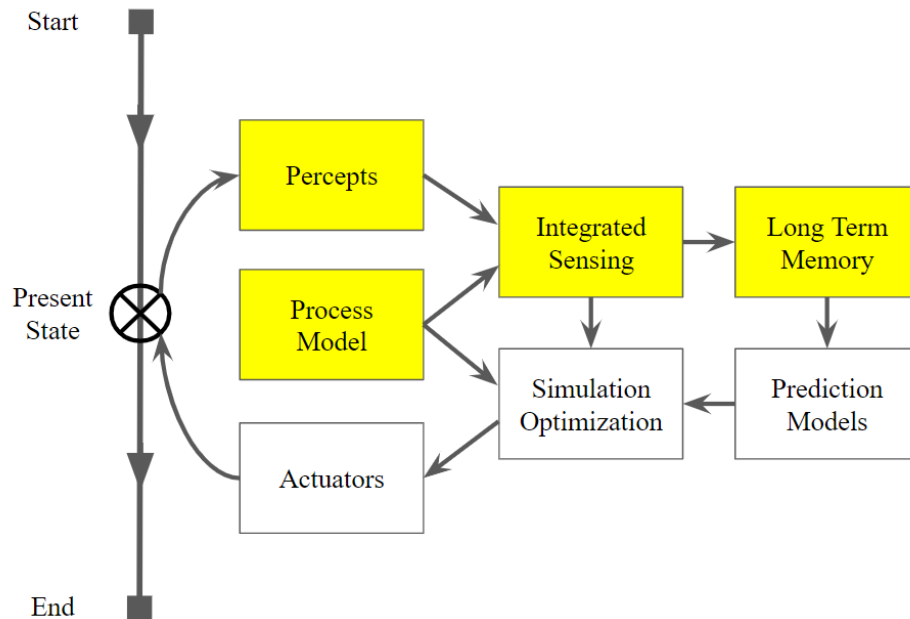 Start
Percepts
Integrated
Sensing
Long Term
Memory
Present
State
Process
Model
Simulation
Optimization
Prediction
Models
Actuators
End